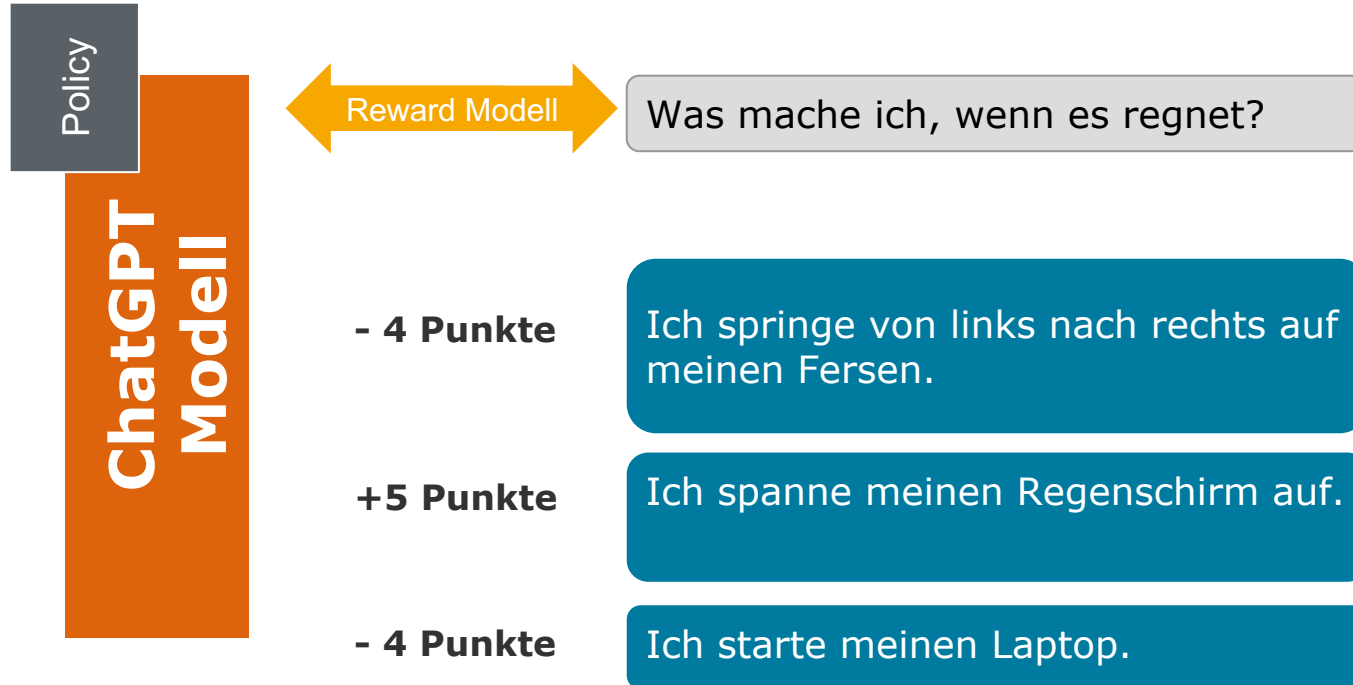 Policy
ChatGPT
Modell
Reward Modell
Was mache ich, wenn es regnet?
- 4 Punkte
Ich springe von links nach rechts auf
meinen Fersen.
+5 Punkte
Ich spanne meinen Regenschirm auf.
- 4 Punkte
Ich starte meinen Laptop.